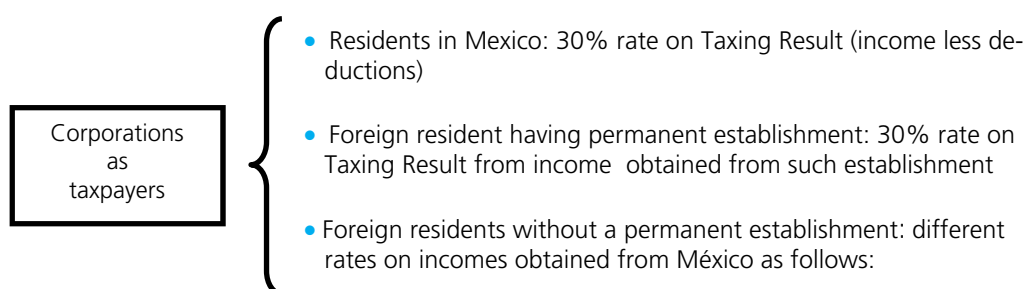 Corporations
as
taxpayers
• Residents in Mexico: 30% rate on Taxing Result (income less de-
ductions)
• Foreign resident having permanent establishment: 30% rate on
Taxing Result from income obtained from such establishment
• Foreign residents without a permanent establishment: different
rates on incomes obtained from México as follows: